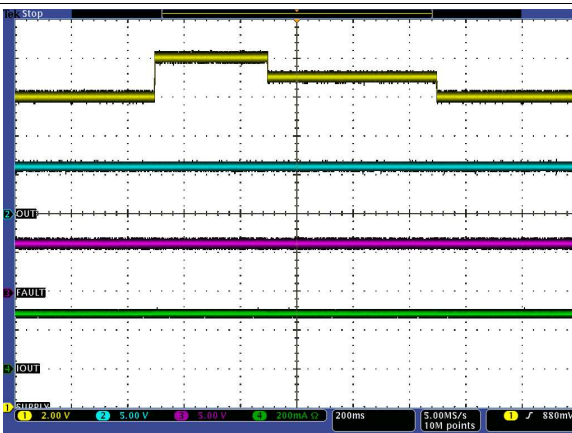 Tek Stop
2 OUT
3 FAULT
4 IOUT
1 SUPPLY
1 2.00 V 2 5.00 V 3 5.00 V 4 200mA Ω 200ms 5.00MS/s 1 880mV
10M points